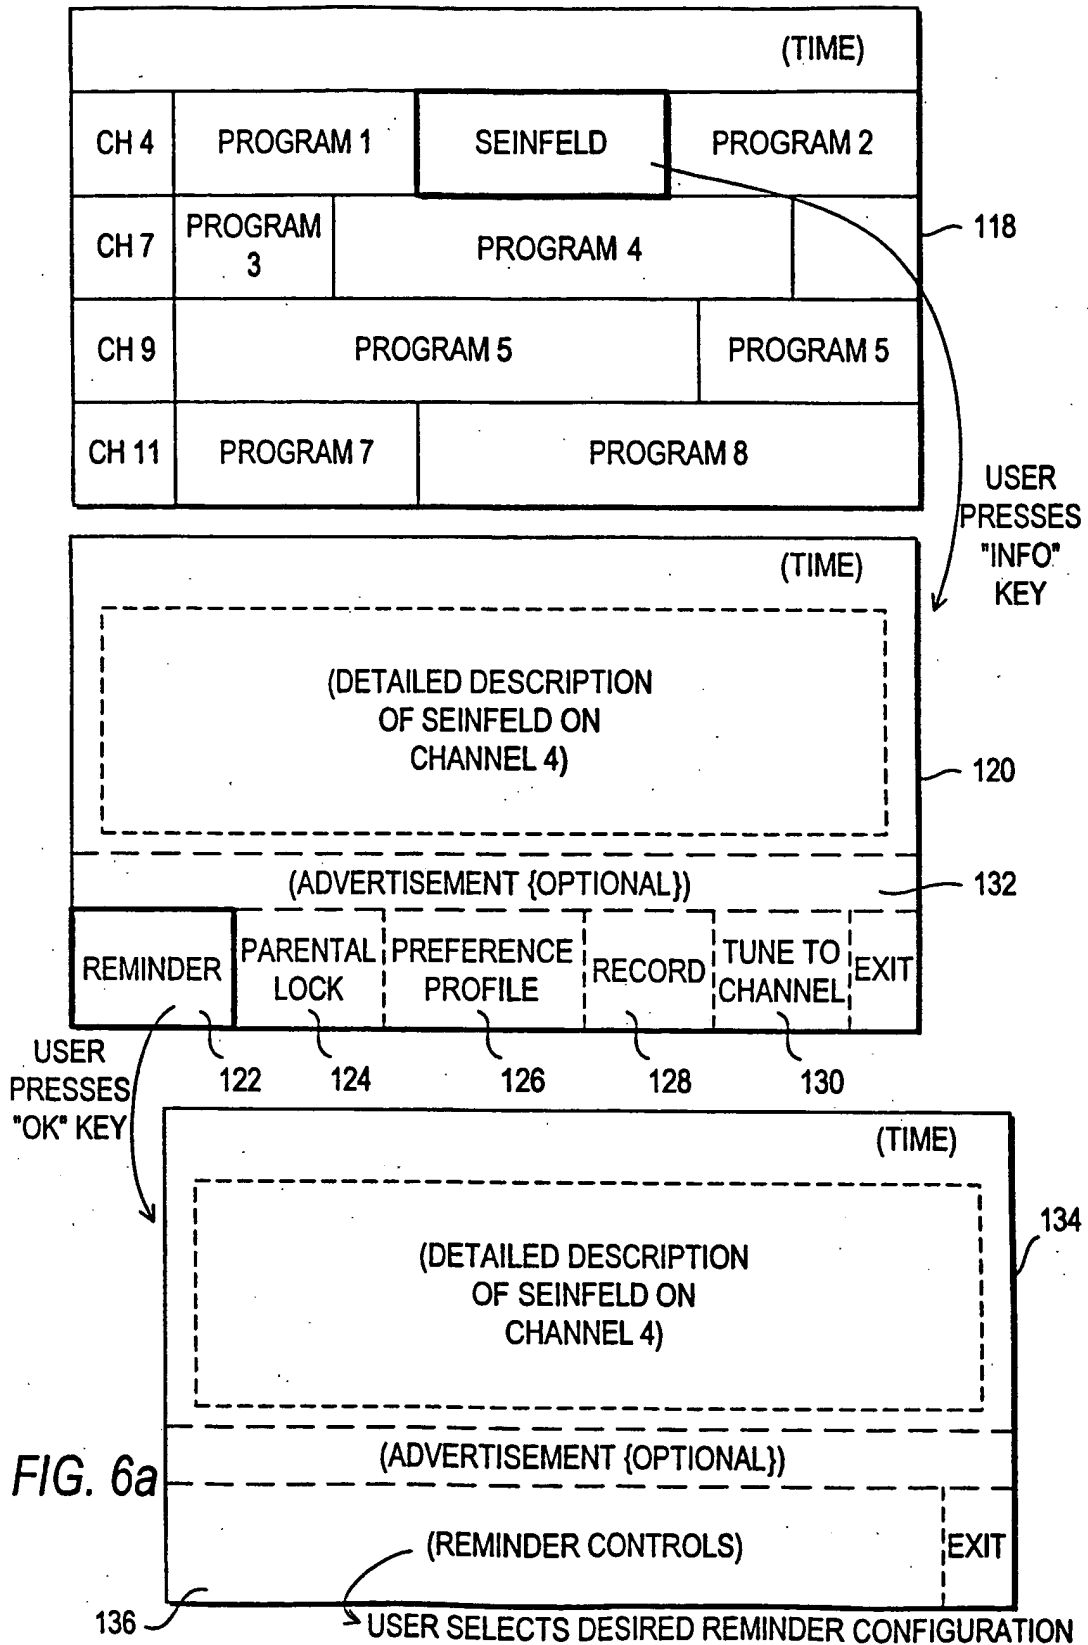 (TIME)
CH 4
PROGRAM 1
SEINFELD
PROGRAM 2
CH 7
PROGRAM
3
PROGRAM 4
118
CH 9
PROGRAM 5
PROGRAM 5
CH 11
PROGRAM 7
PROGRAM 8
USER
PRESSES
"INFO"
KEY
(TIME)
(DETAILED DESCRIPTION
OF SEINFELD ON
CHANNEL 4)
120
(ADVERTISEMENT {OPTIONAL})
132
REMINDER
PARENTAL
LOCK
PREFERENCE
PROFILE
RECORD
TUNE TO
CHANNEL
EXIT
122
124
126
128
130
USER
PRESSES
"OK" KEY
(TIME)
(DETAILED DESCRIPTION
OF SEINFELD ON
CHANNEL 4)
134
(ADVERTISEMENT {OPTIONAL})
FIG. 6a
(REMINDER CONTROLS)
EXIT
136
USER SELECTS DESIRED REMINDER CONFIGURATION